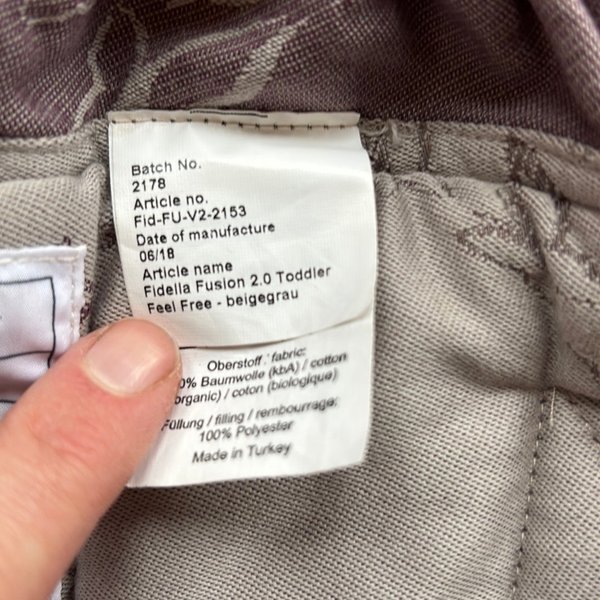 Batch No.
2178
Article no.
Fid-FU-V2-2153
Date of manufacture
06/18
Article name
Fidella Fusion 2.0 Toddler
Feel Free - beigegrau
Oberstoff / fabric:
0% Baumwolle (kbA) / cotton
organic) / coton (biologique)
Füllung / filling / rembourrage:
100% Polyester
Made in Turkey